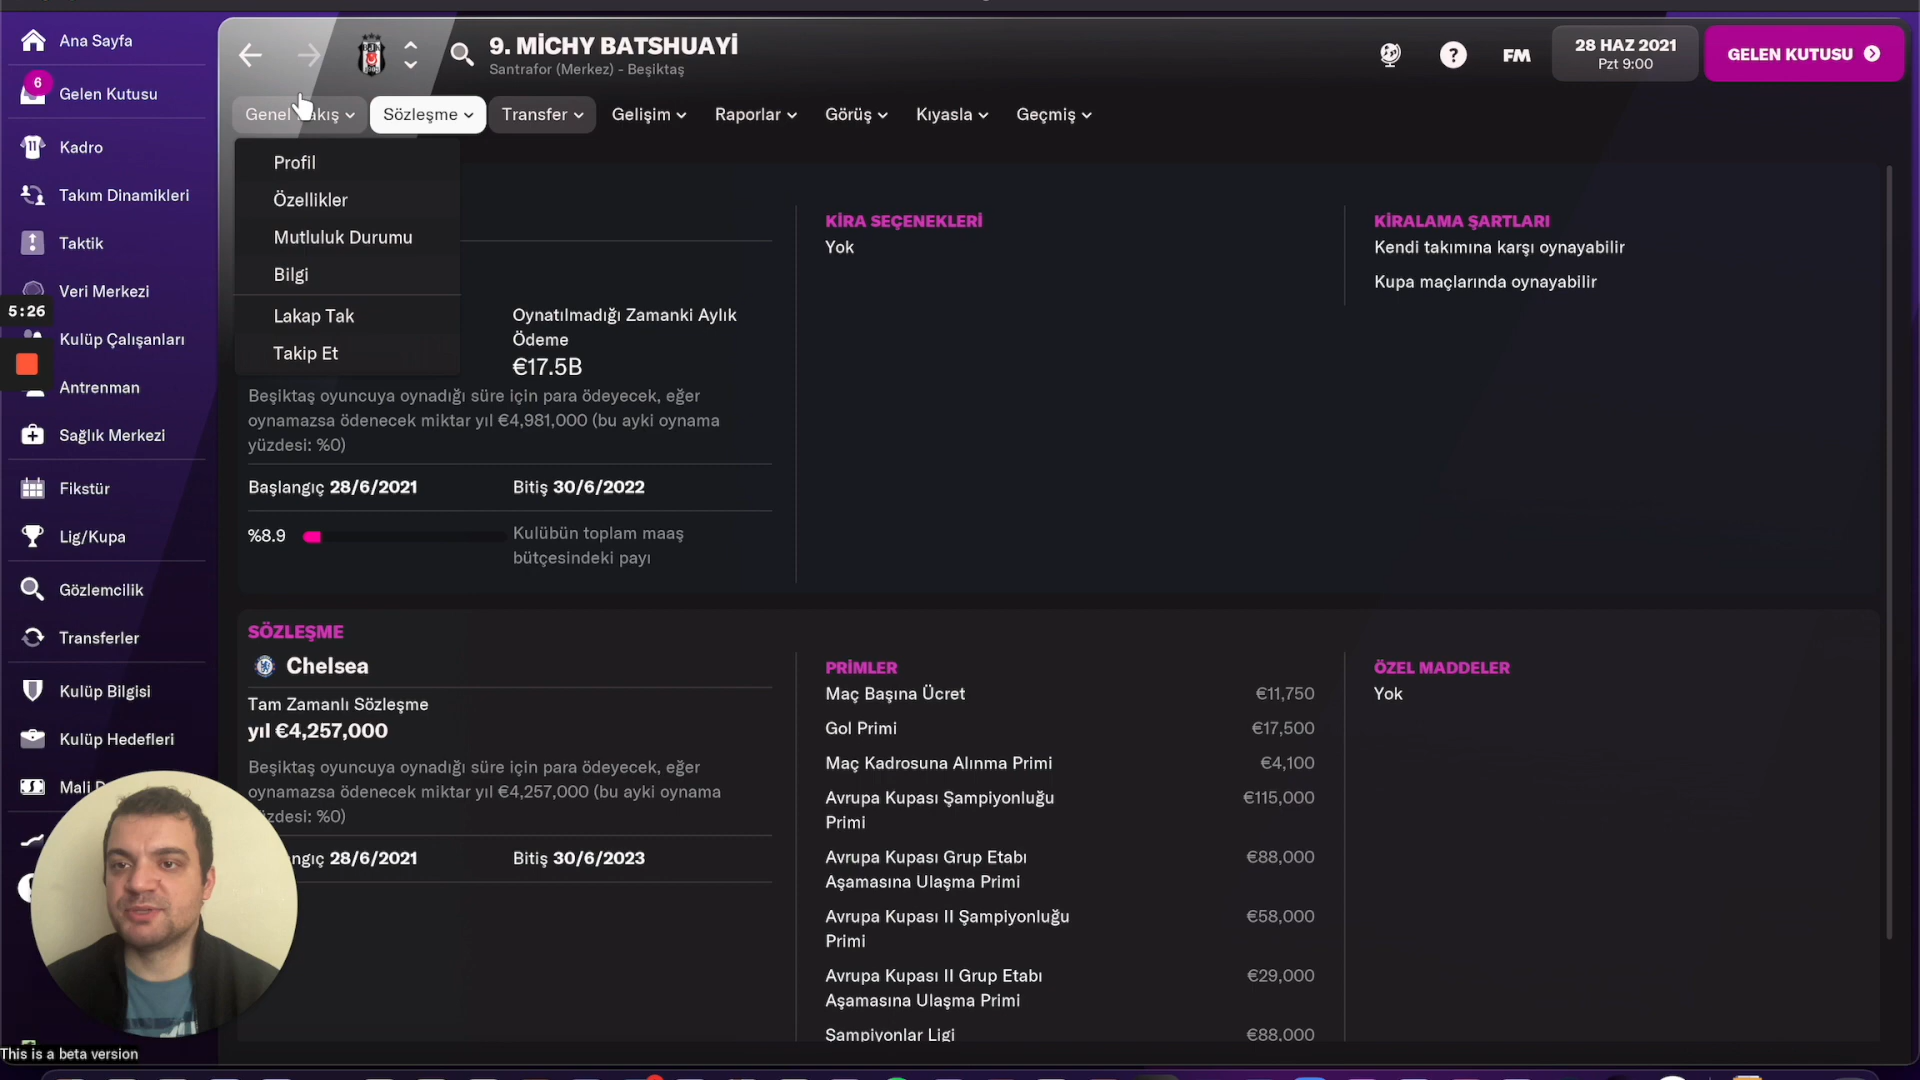 Ana Sayfa
6
Gelen Kutusu
Kadro
Takım Dinamikleri
Taktik
Veri Merkezi
5:26
Kulüp Çalışanları
Antrenman
Sağlık Merkezi
Fikstür
Lig/Kupa
Gözlemcilik
Transferler
Kulüp Bilgisi
Kulüp Hedefleri
Mali
This is a beta version
9. MİCHY BATSHUAYİ
Santrafor (Merkez) - Beşiktaş
?
FM
28 HAZ 2021
Pzt 9:00
GELEN KUTUSU
Genel Bakış
Sözleşme
Transfer
Gelişim
Raporlar
Görüş
Kıyasla
Geçmiş
Profil
Özellikler
Mutluluk Durumu
Bilgi
Lakap Tak
Takip Et
Oynatılmadığı Zamanki Aylık
Ödeme
€17.5B
Beşiktaş oyuncuya oynadığı süre için para ödeyecek, eğer
oynamazsa ödenecek miktar yıl €4,981,000 (bu ayki oynama
yüzdesi: %0)
Başlangıç 28/6/2021
Bitiş 30/6/2022
%8.9
Kulübün toplam maaş
bütçesindeki payı
KİRA SEÇENEKLERİ
Yok
KİRALAMA ŞARTLARI
Kendi takımına karşı oynayabilir
Kupa maçlarında oynayabilir
SÖZLEŞME
Chelsea
Tam Zamanlı Sözleşme
yıl €4,257,000
Beşiktaş oyuncuya oynadığı süre için para ödeyecek, eğer
oynamazsa ödenecek miktar yıl €4,257,000 (bu ayki oynama
zdesi: %0)
ngıç 28/6/2021
Bitiş 30/6/2023
PRİMLER
Maç Başına Ücret €11,750
Gol Primi €17,500
Maç Kadrosuna Alınma Primi €4,100
Avrupa Kupası Şampiyonluğu €115,000
Primi
Avrupa Kupası Grup Etabı €88,000
Aşamasına Ulaşma Primi
Avrupa Kupası II Şampiyonluğu €58,000
Primi
Avrupa Kupası II Grup Etabı €29,000
Aşamasına Ulaşma Primi
Şampiyonlar Ligi €88,000
ÖZEL MADDELER
Yok